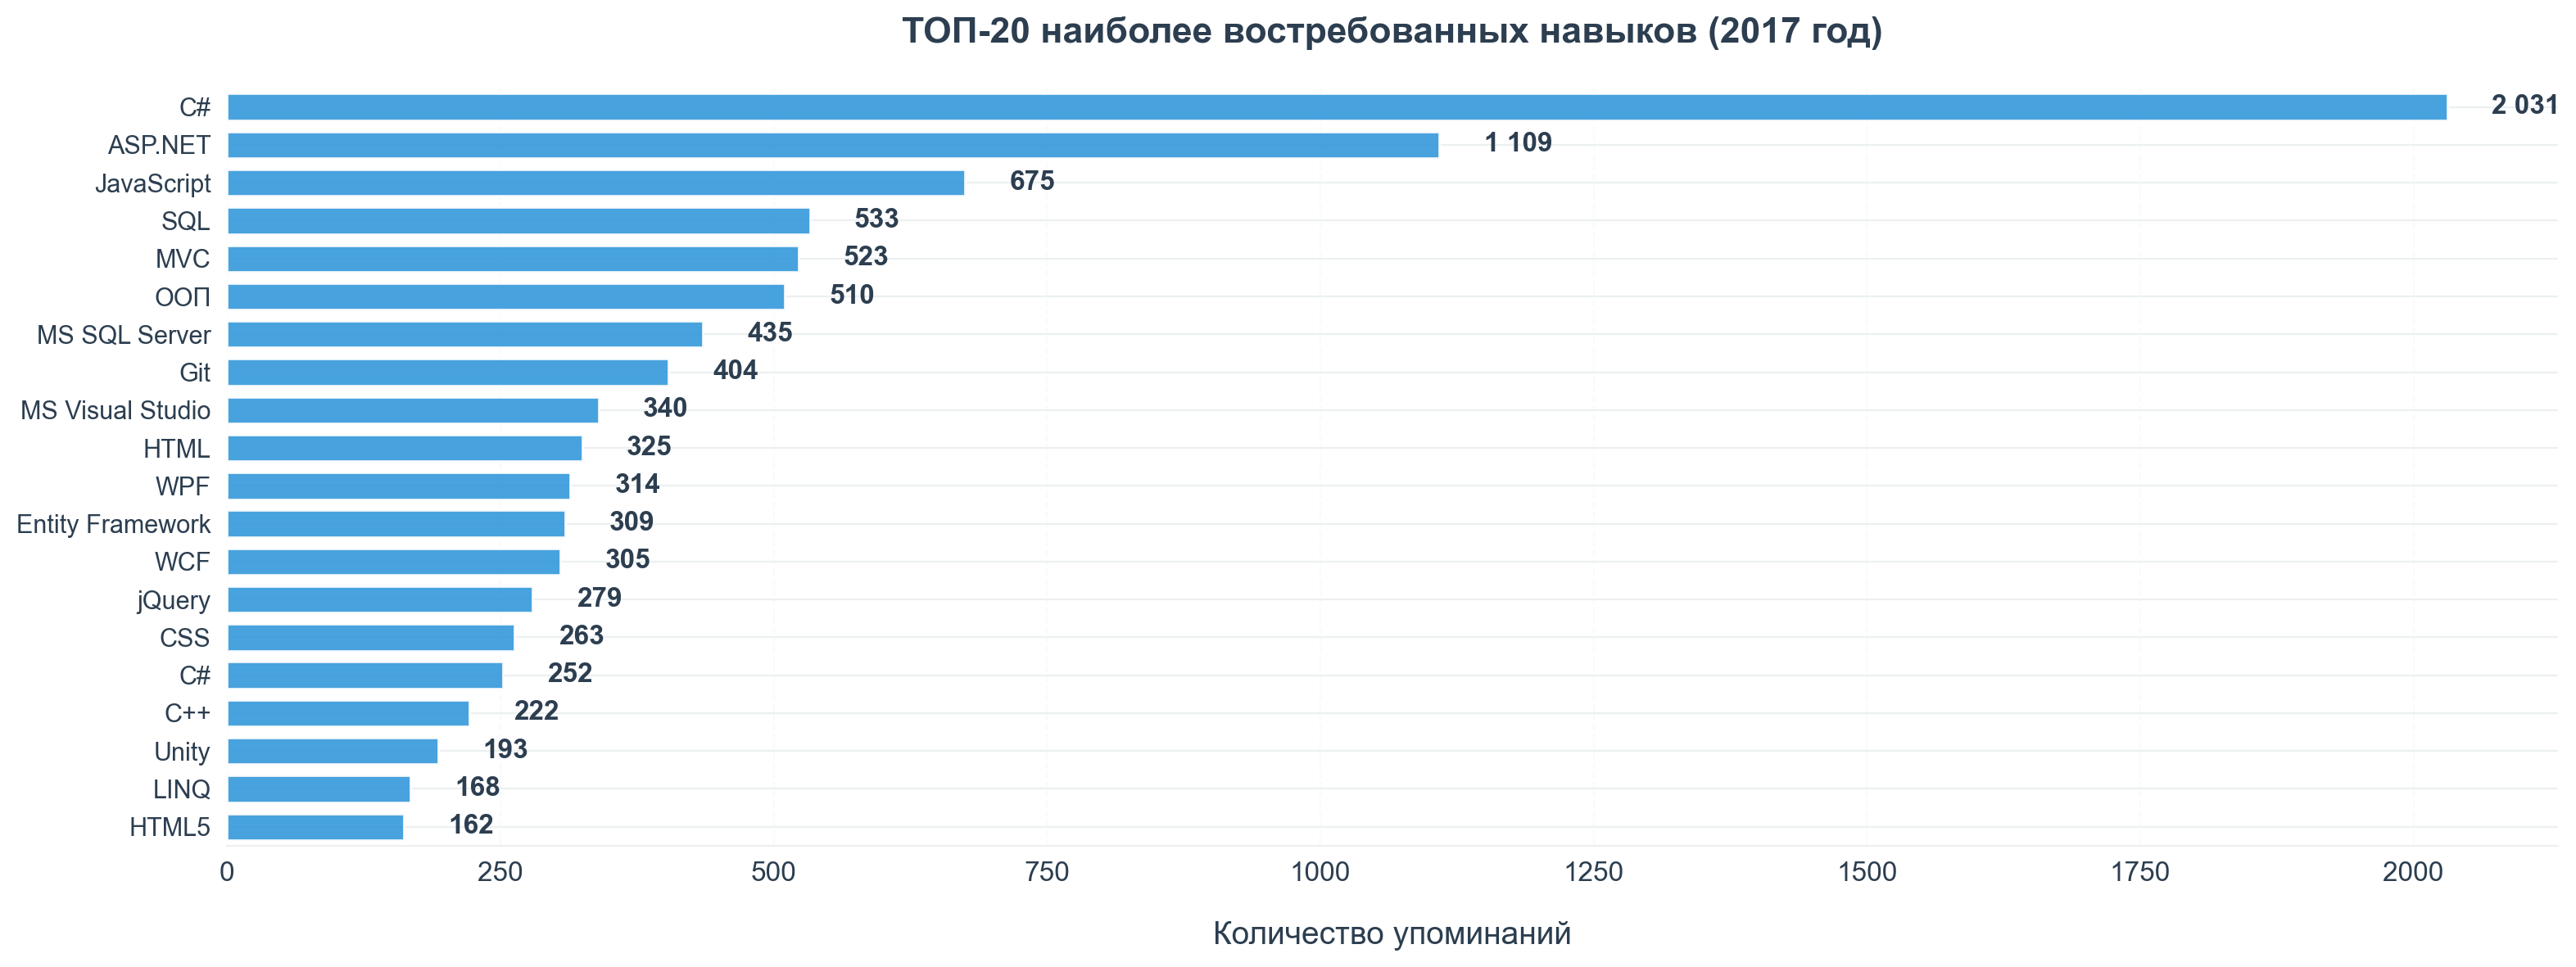 ТОП-20 наиболее востребованных навыков (2017 год)
C# 2 031
ASP.NET 1 109
JavaScript 675
SQL 533
MVC 523
ООП 510
MS SQL Server 435
Git 404
MS Visual Studio 340
HTML 325
WPF 314
Entity Framework 309
WCF 305
jQuery 279
CSS 263
C# 252
C++ 222
Unity 193
LINQ 168
HTML5 162
0 250 500 750 1000 1250 1500 1750 2000
Количество упоминаний